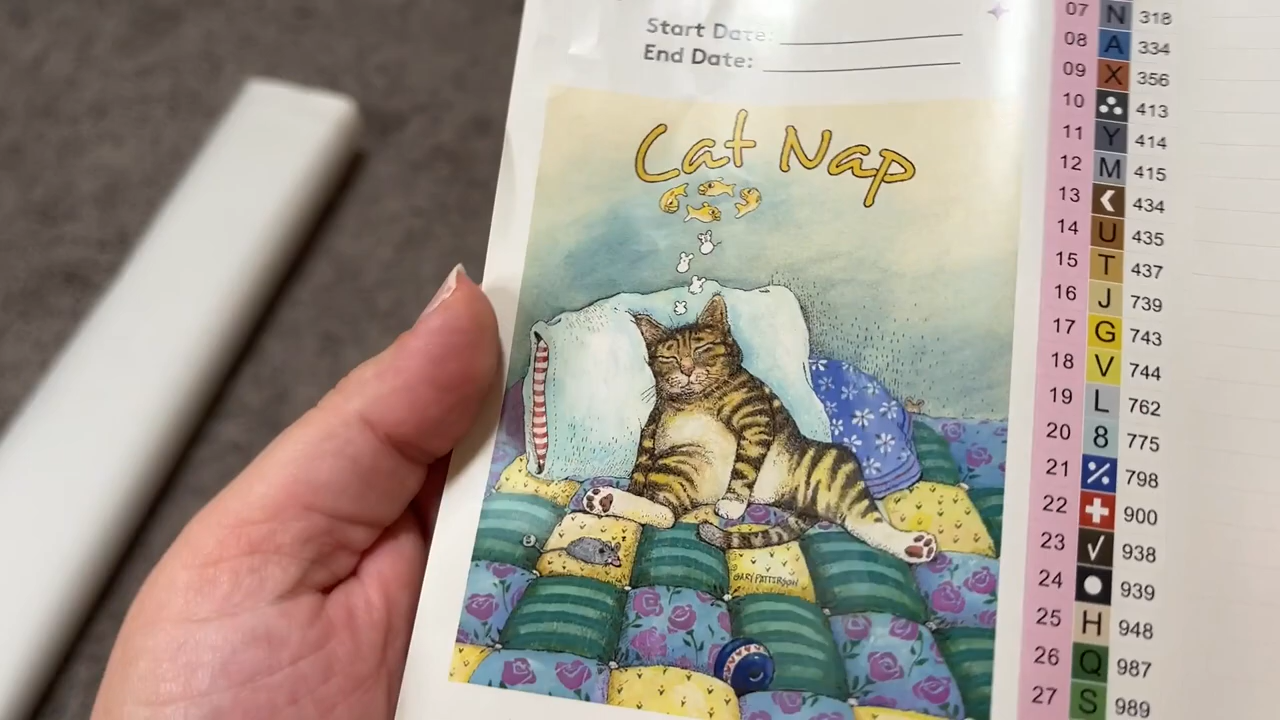 Start Date:
End Date:
Cat Nap
GARY PATTERSON
07 N 318
08 A 334
09 X 356
10 413
11 Y 414
12 M 415
13 434
14 U 435
15 T 437
16 J 739
17 G 743
18 V 744
19 L 762
20 8 775
21 % 798
22 + 900
23 √ 938
24 ● 939
25 H 948
26 Q 987
27 S 989